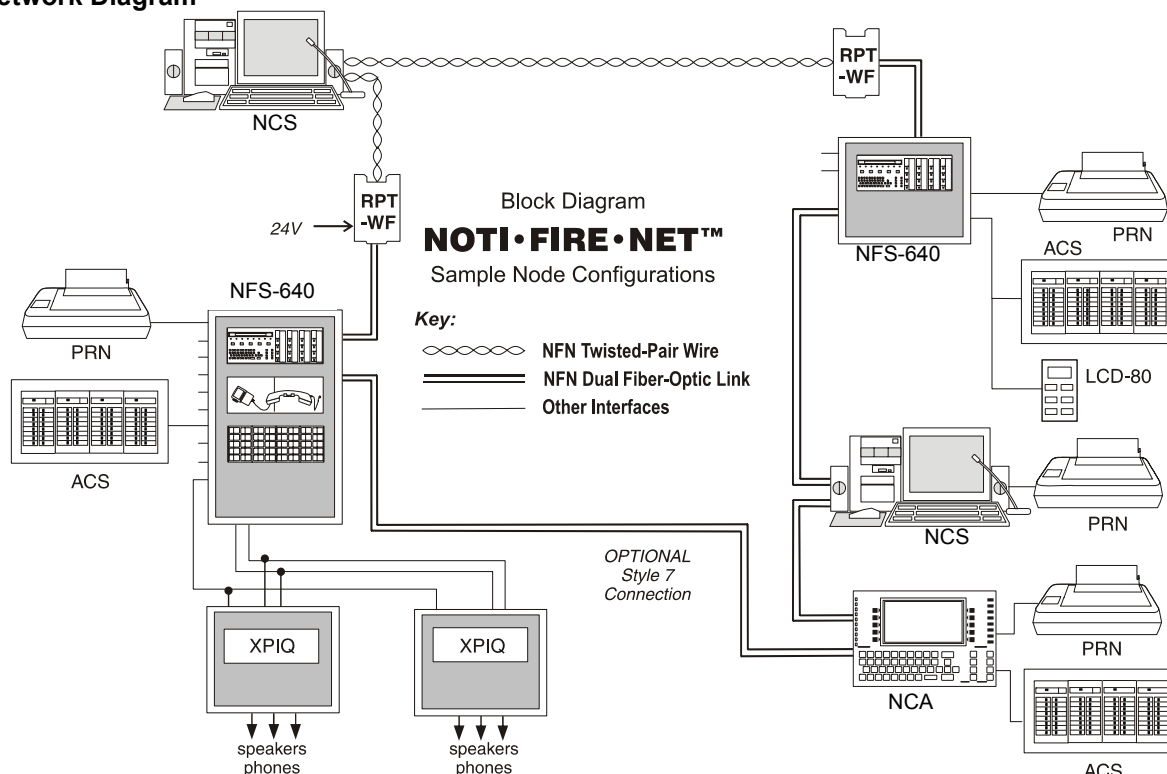 etwork Diagram
NCS
RPT
-WF
RPT
-WF
24V
Block Diagram
NOTI•FIRE•NET™
Sample Node Configurations
Key:
NFN Twisted-Pair Wire
NFN Dual Fiber-Optic Link
Other Interfaces
NFS-640
PRN
ACS
XPIQ
XPIQ
speakers
phones
speakers
phones
OPTIONAL
Style 7
Connection
NFS-640
PRN
ACS
LCD-80
NCS
PRN
NCA
PRN
ACS